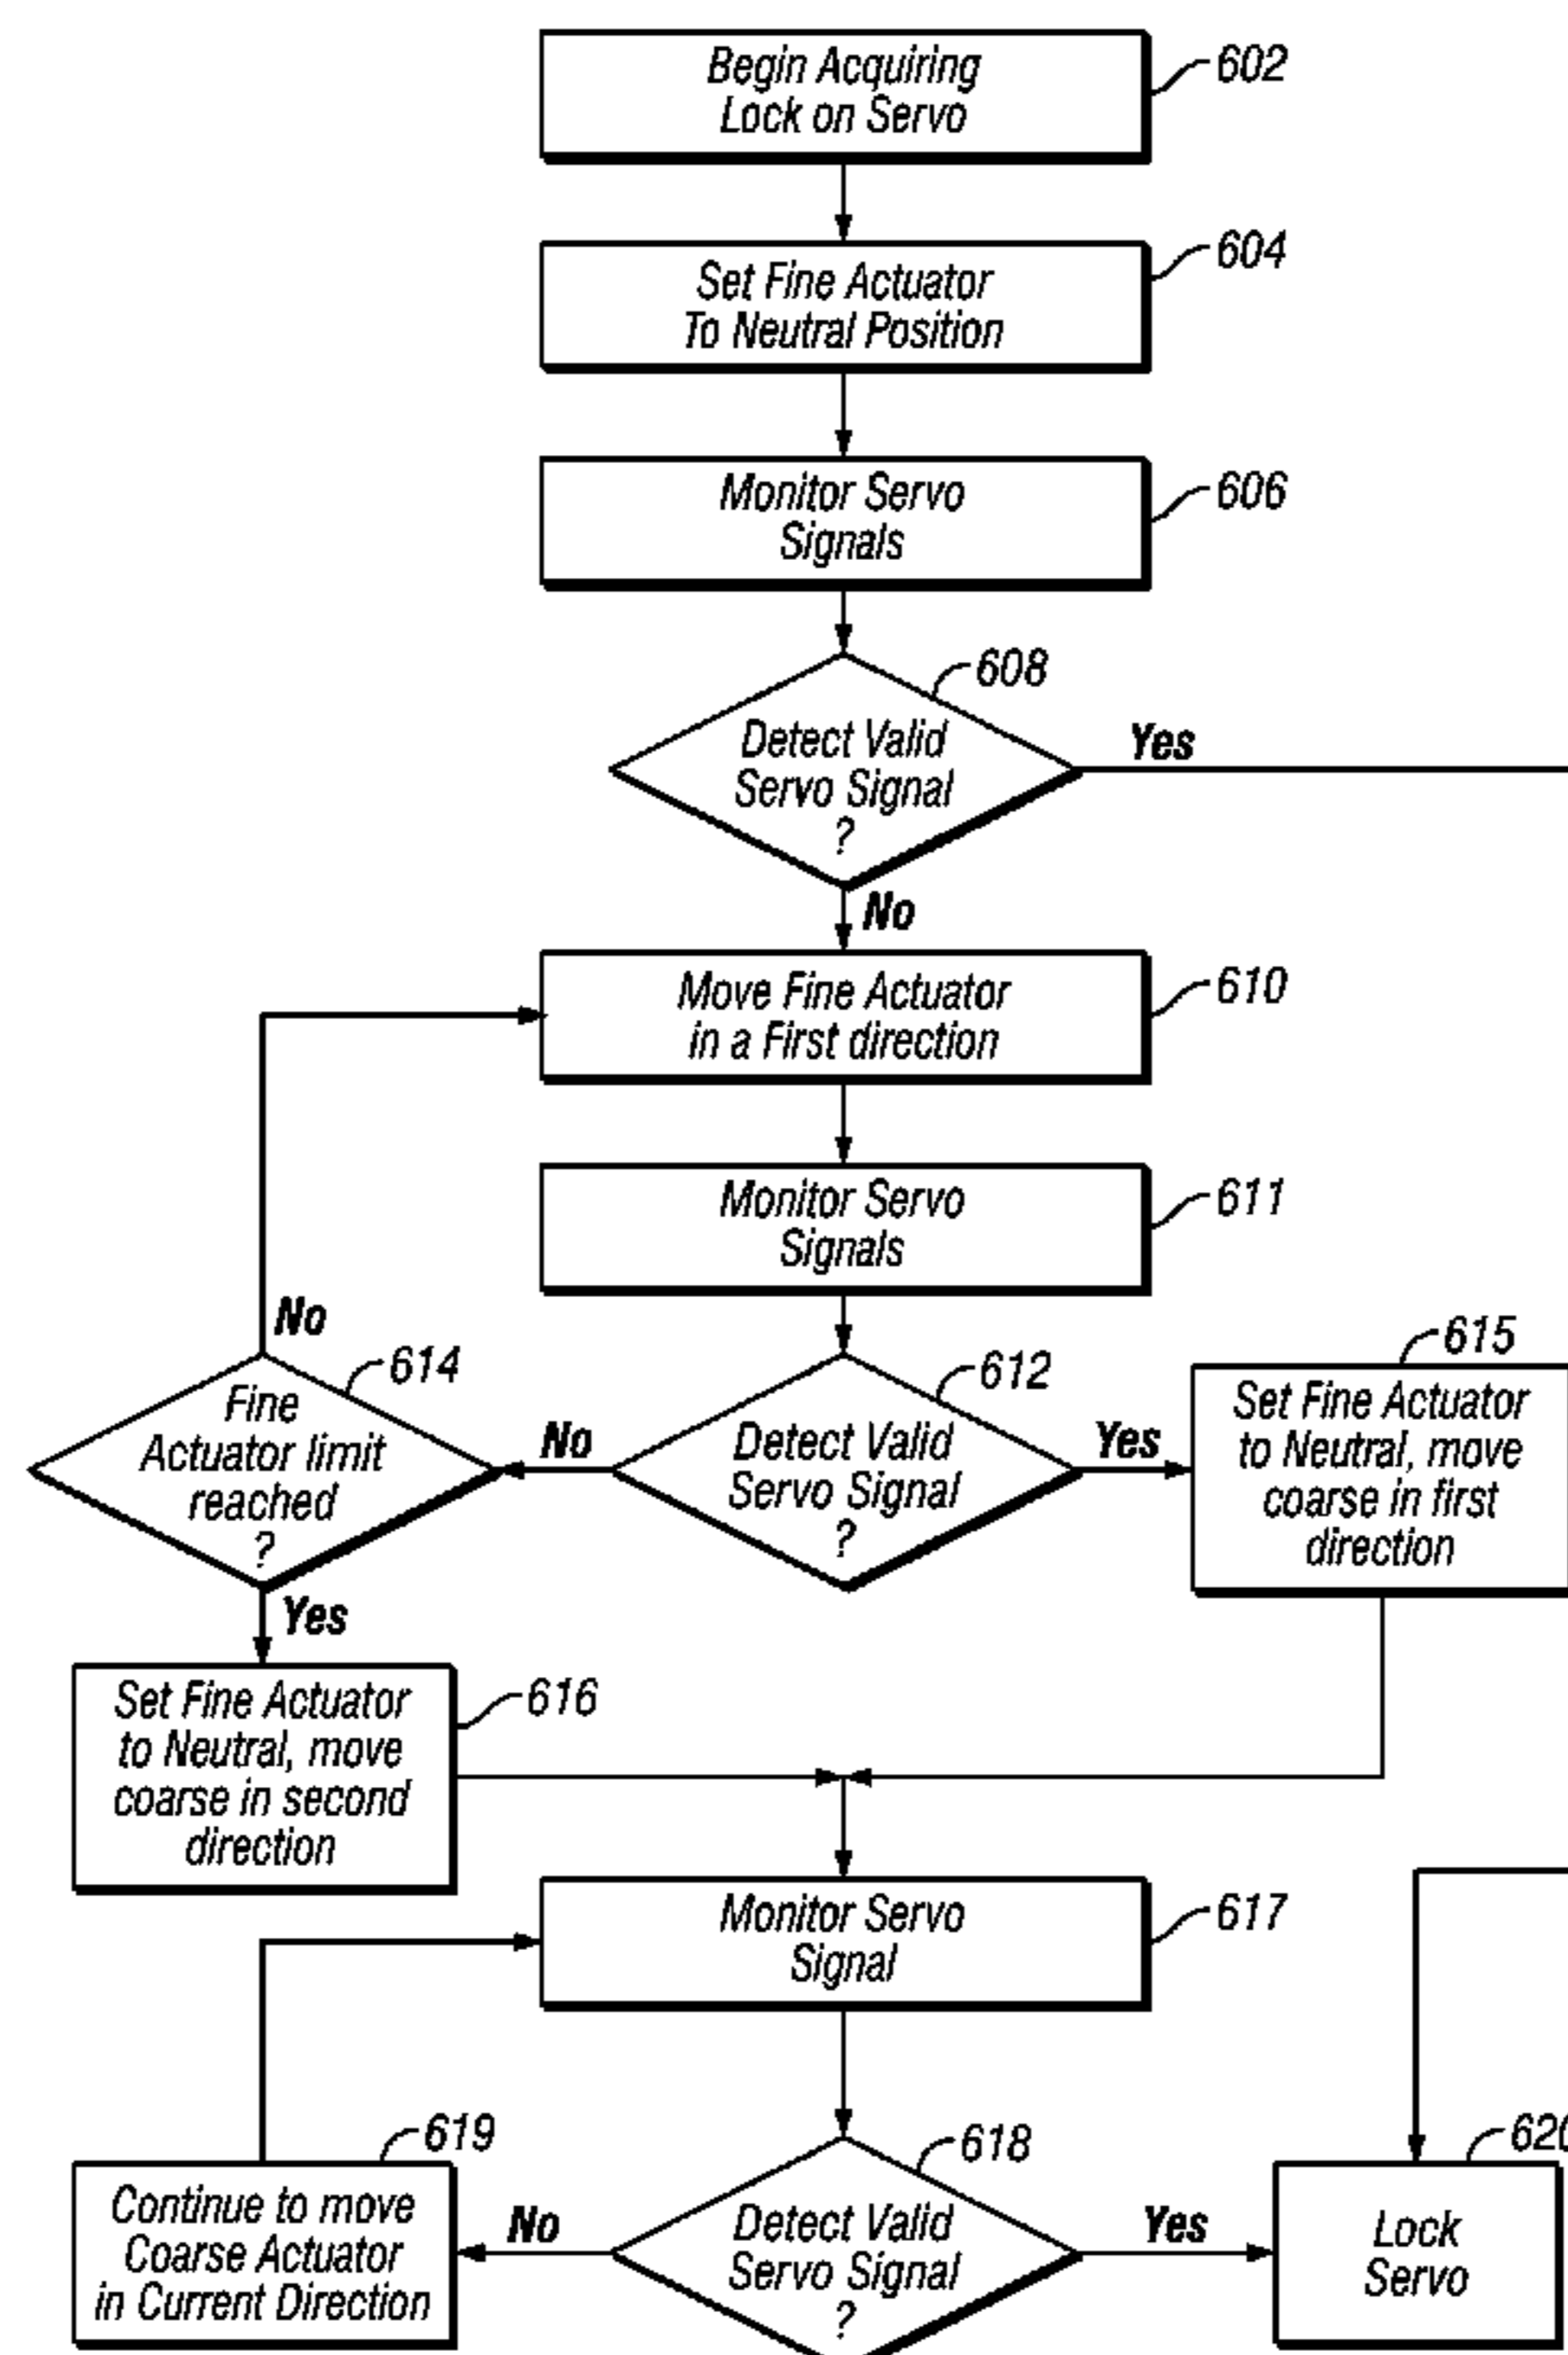 Begin Acquiring
Lock on Servo
602
Set Fine Actuator
To Neutral Position
604
Monitor Servo
Signals
606
608
Detect Valid
Servo Signal
?
Yes
No
Move Fine Actuator
in a First direction
610
Monitor Servo
Signals
611
No
614
Fine
Actuator limit
reached
?
No
612
Detect Valid
Servo Signal
?
Yes
615
Set Fine Actuator
to Neutral, move
coarse in first
direction
Yes
Set Fine Actuator
to Neutral, move
coarse in second
direction
616
Monitor Servo
Signal
617
619
Continue to move
Coarse Actuator
in Current Direction
No
618
Detect Valid
Servo Signal
?
Yes
620
Lock
Servo